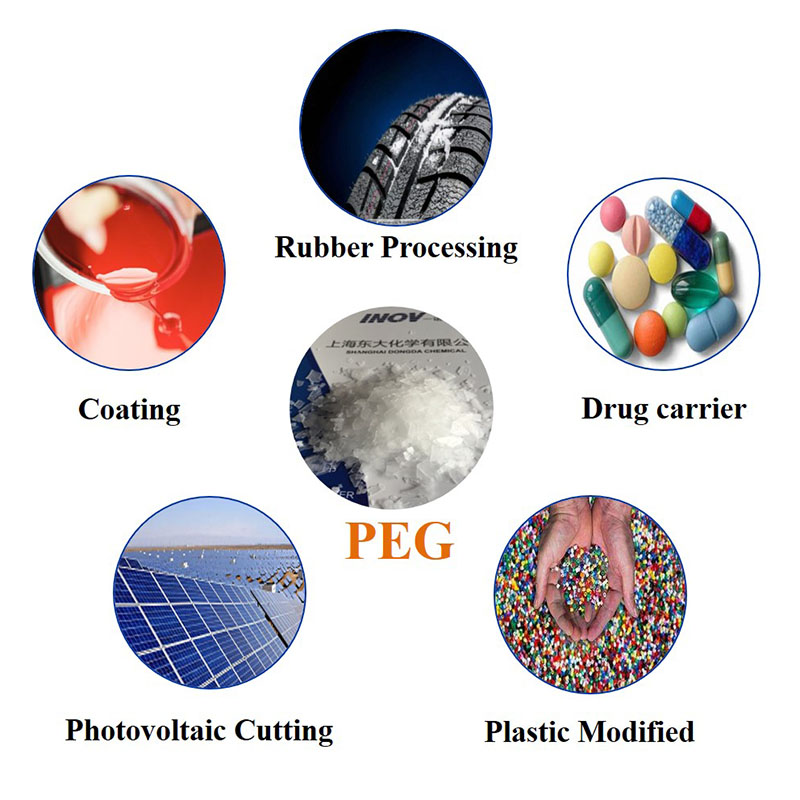 Rubber Processing
INOV
上海东大化学有限公
SHANGHAI DONGDA CHEMICAL
Coating
Drug carrier
PEG
Photovoltaic Cutting
Plastic Modified